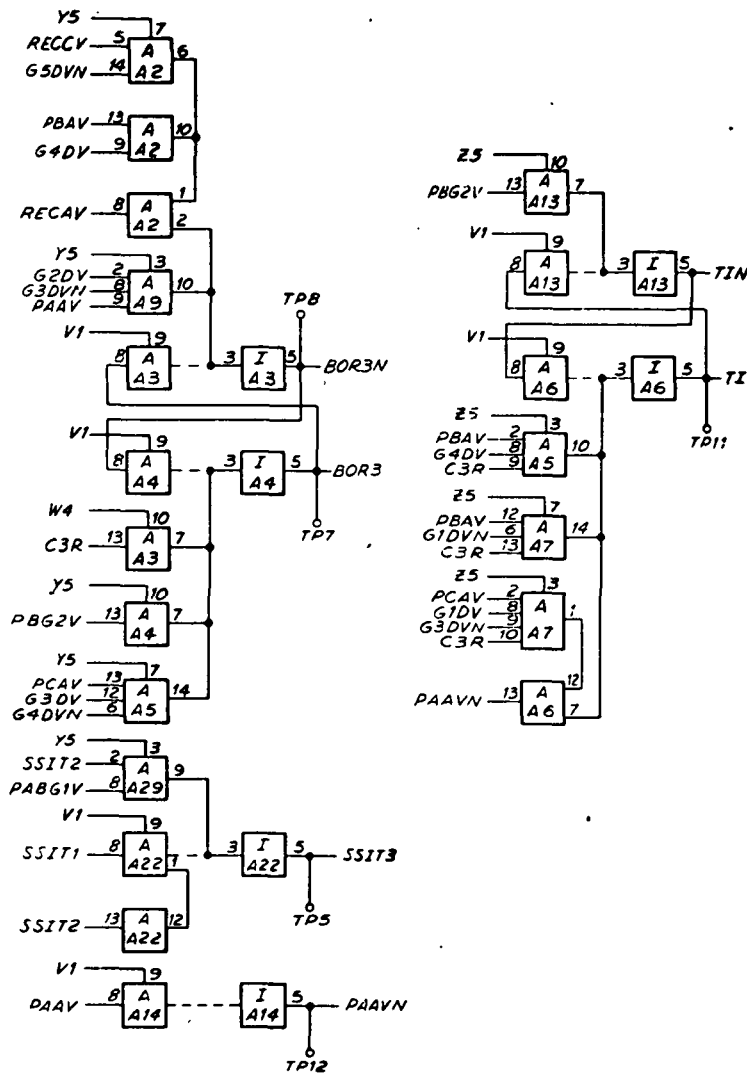 Y5
7
RECCV 5 A 6
G5DVN 14 A2
PBAV 13 A 10
G4DV 9 A2
1
RECAV 8 A
A2 2
Y5
3
G2DV 2 A
G3DVN 8 10
PAAV 9 A9
TP8
V1
9
8 A 3 I 5 BOR3N
A3 A3
V1
9
8 A 3 I 5 BOR3
A4 A4
TP7
W4
10
C3R 13 A 7
A3
Y5
10
PBG2V 13 A 7
A4
Y5
7
PCAV 13 A
G3DV 12 14
G4DVN 6 A5
Y5
3
SSIT2 2 A 9
PABG1V 8 A29
V1
9
SSIT1 8 A 3 I 5 SSIT3
A22 1 A22
SSIT2 13 A 12
A22
TP5
V1
9
PAAV 8 A I 5 PAAVN
A14 A14
TP12
Z5
10
PBG2V 13 A 7
A13
V1
9
8 A 3 I 5 TIN
A13 A13
V1
9
8 A 3 I 5 TI
A6 A6
TP11
Z5
3
PBAV 2 A
G4DV 8 10
C3R 9 A5
Z5
7
PBAV 12 A
G1DVN 6 14
C3R 13 A7
Z5
3
PCAV 2 A
G1DV 8 1
G3DVN 9 A7
C3R 10
PAAVN 13 A 12
A6 7